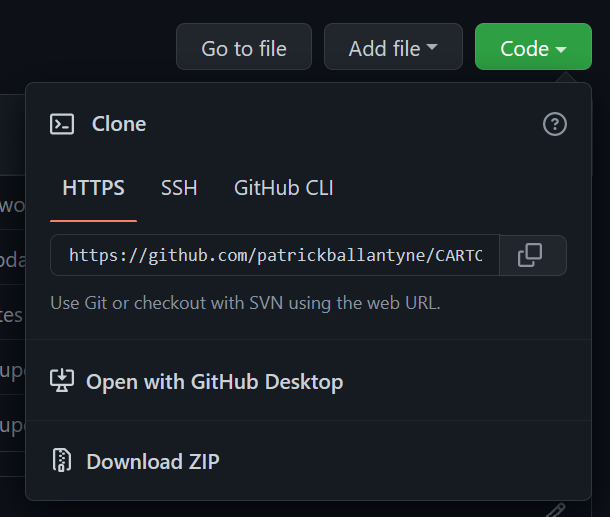 Go to file Add file Code
Clone
HTTPS SSH GitHub CLI
https://github.com/patrickballantyne/CARTC
Use Git or checkout with SVN using the web URL.
Open with GitHub Desktop
Download ZIP